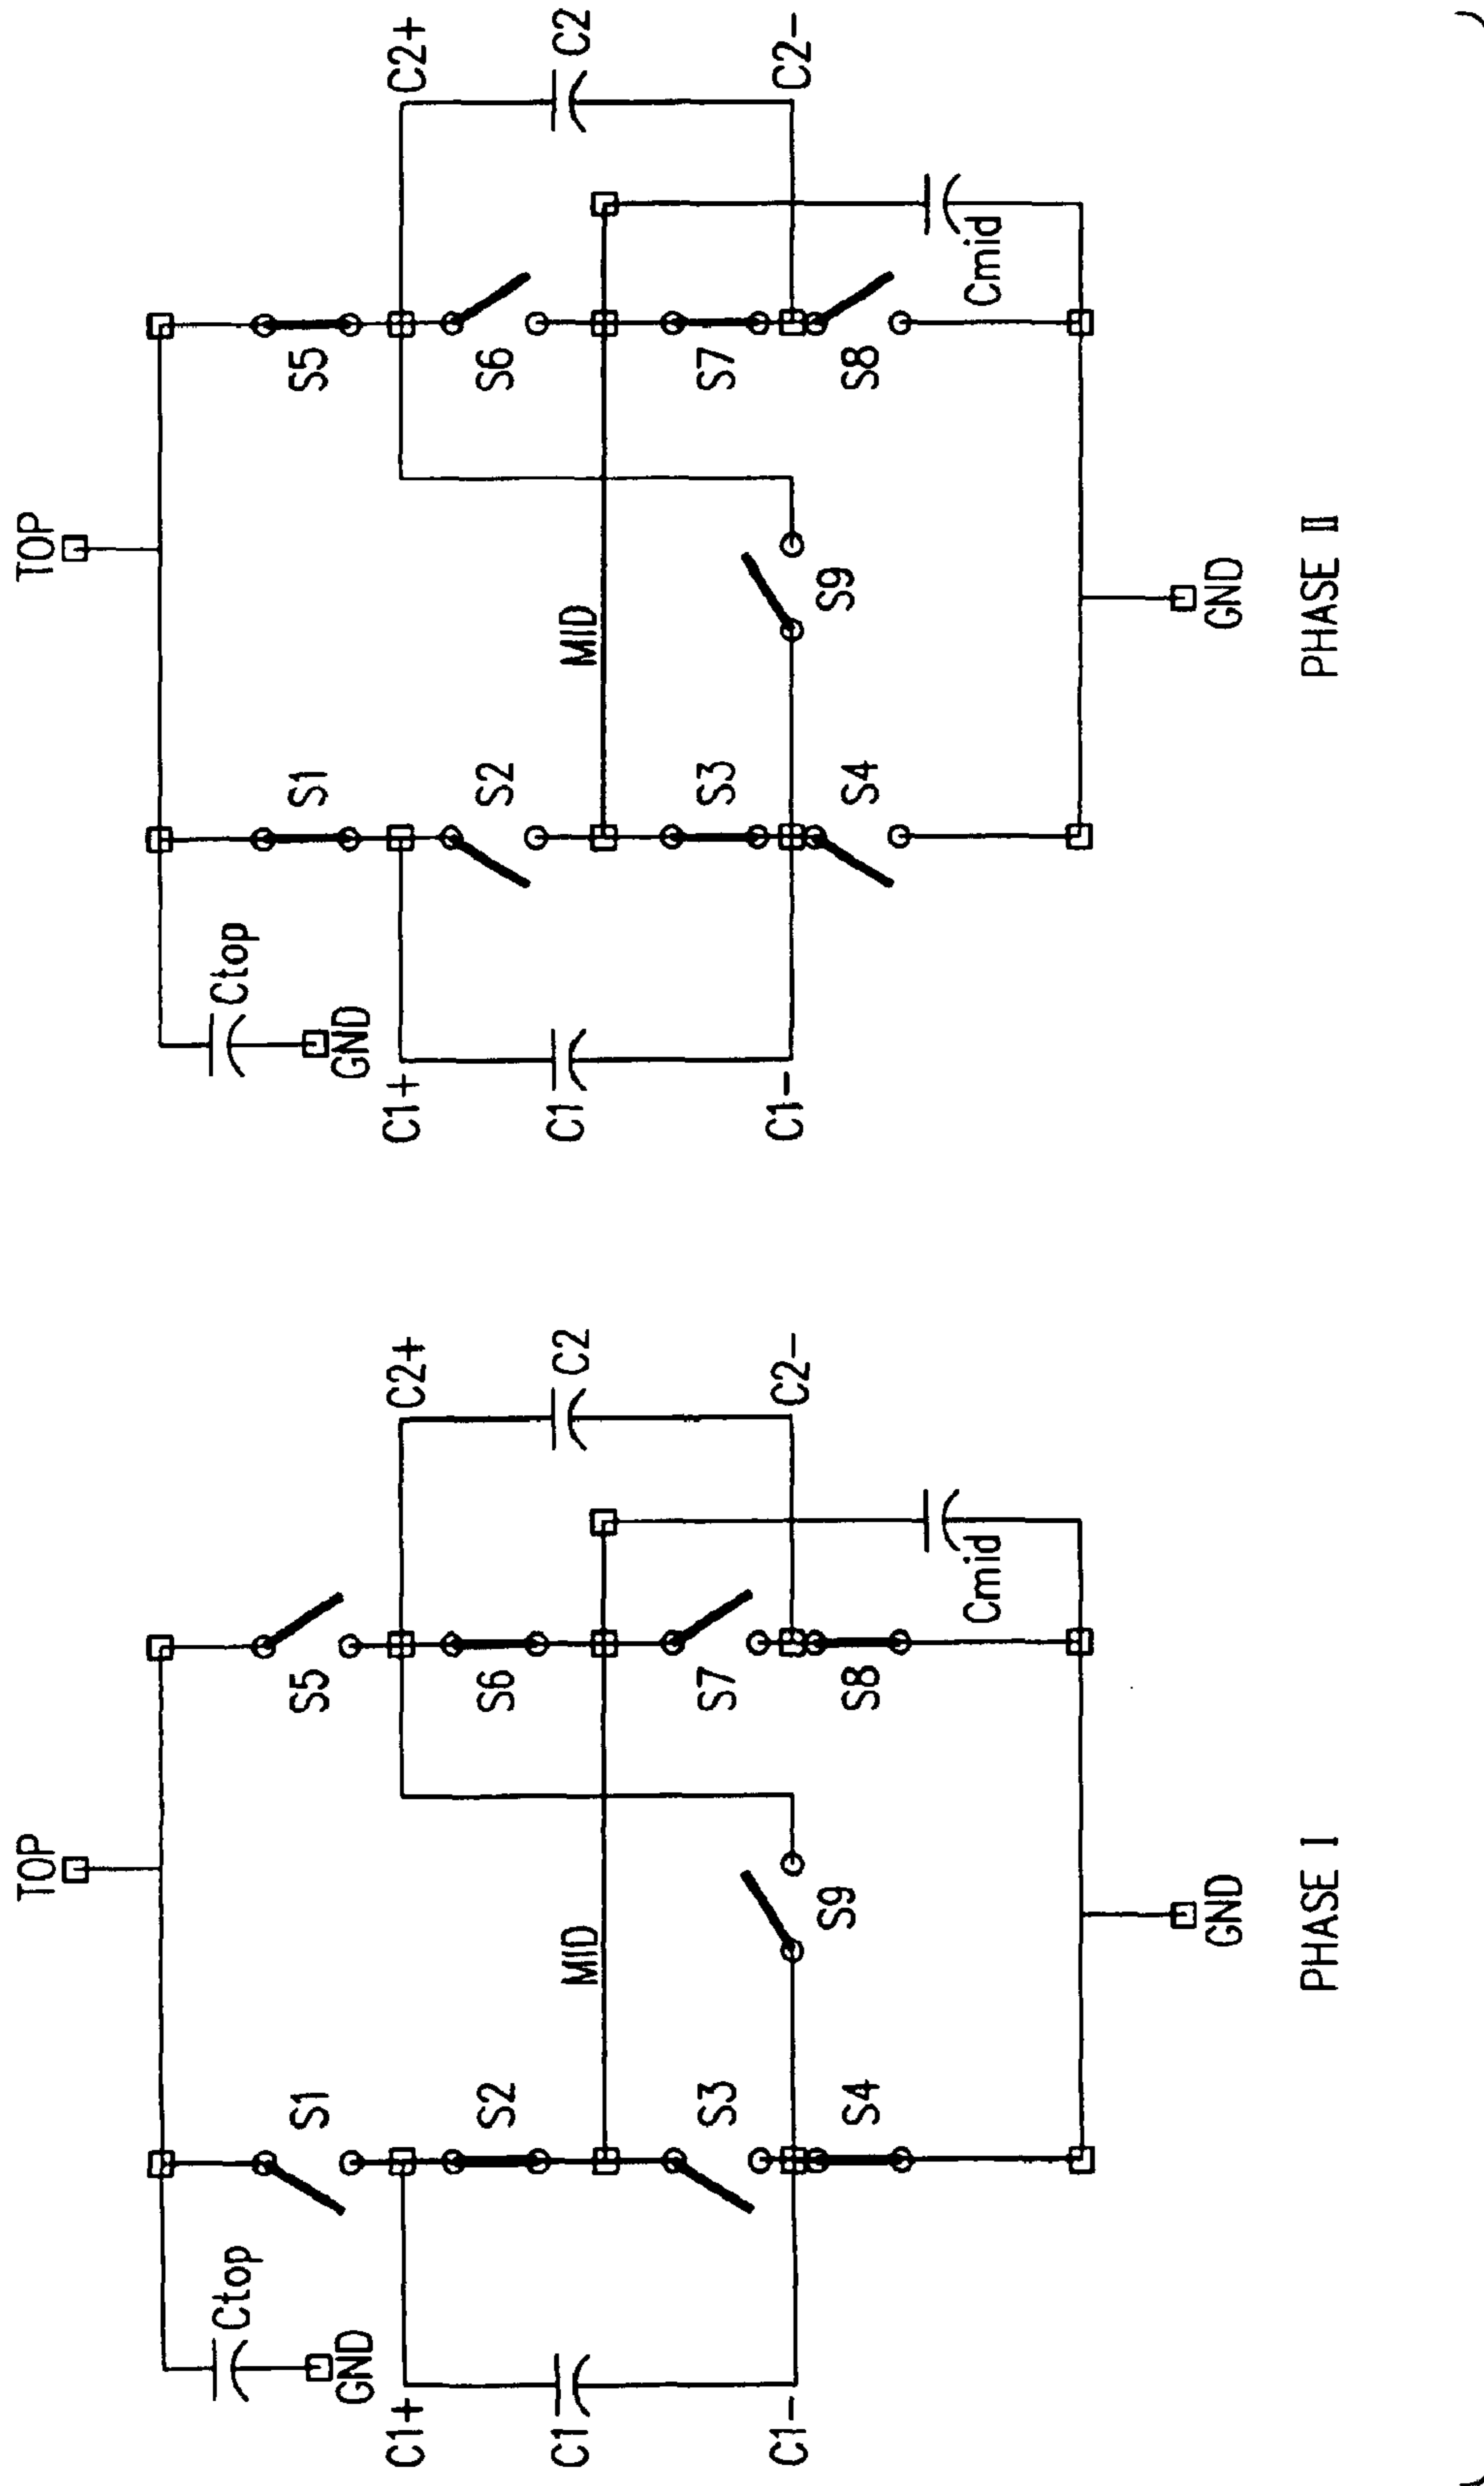 TOP
Ctop
GND
S1
S5
C1+
C2+
S2
S6
C1
MID
C2
S3
S7
C1-
C2-
S4
S9
S8
Cmid
GND
PHASE I
TOP
Ctop
GND
S1
S5
C1+
C2+
S2
S6
C1
MID
C2
S3
S7
C1-
C2-
S4
S9
S8
Cmid
GND
PHASE II